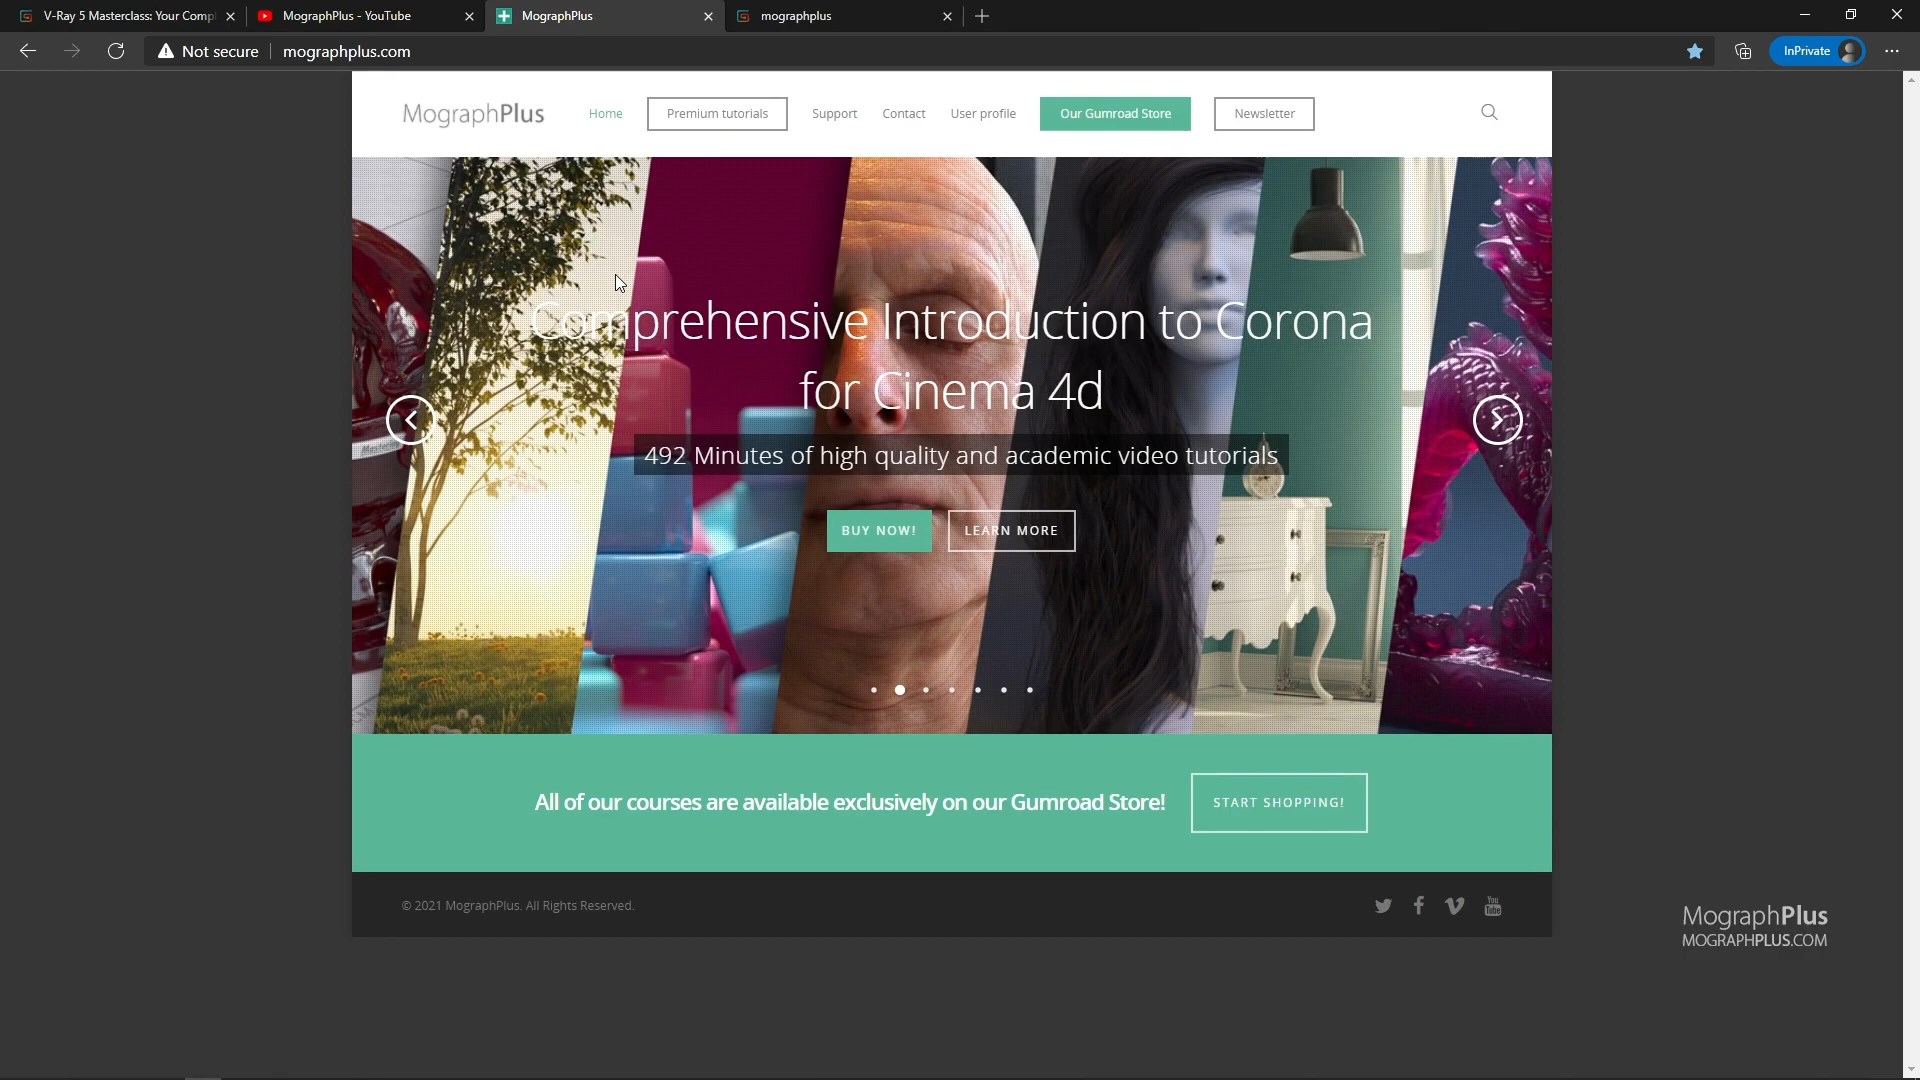 V-Ray 5 Masterclass: Your Compl
MographPlus - YouTube
MographPlus
mographplus
Not secure
mographplus.com
InPrivate
MographPlus
Home
Premium tutorials
Support
Contact
User profile
Our Gumroad Store
Newsletter
Comprehensive Introduction to Corona
for Cinema 4d
492 Minutes of high quality and academic video tutorials
BUY NOW!
LEARN MORE
All of our courses are available exclusively on our Gumroad Store!
START SHOPPING!
© 2021 MographPlus. All Rights Reserved.
You
Tube
MographPlus
MOGRAPHPLUS.COM